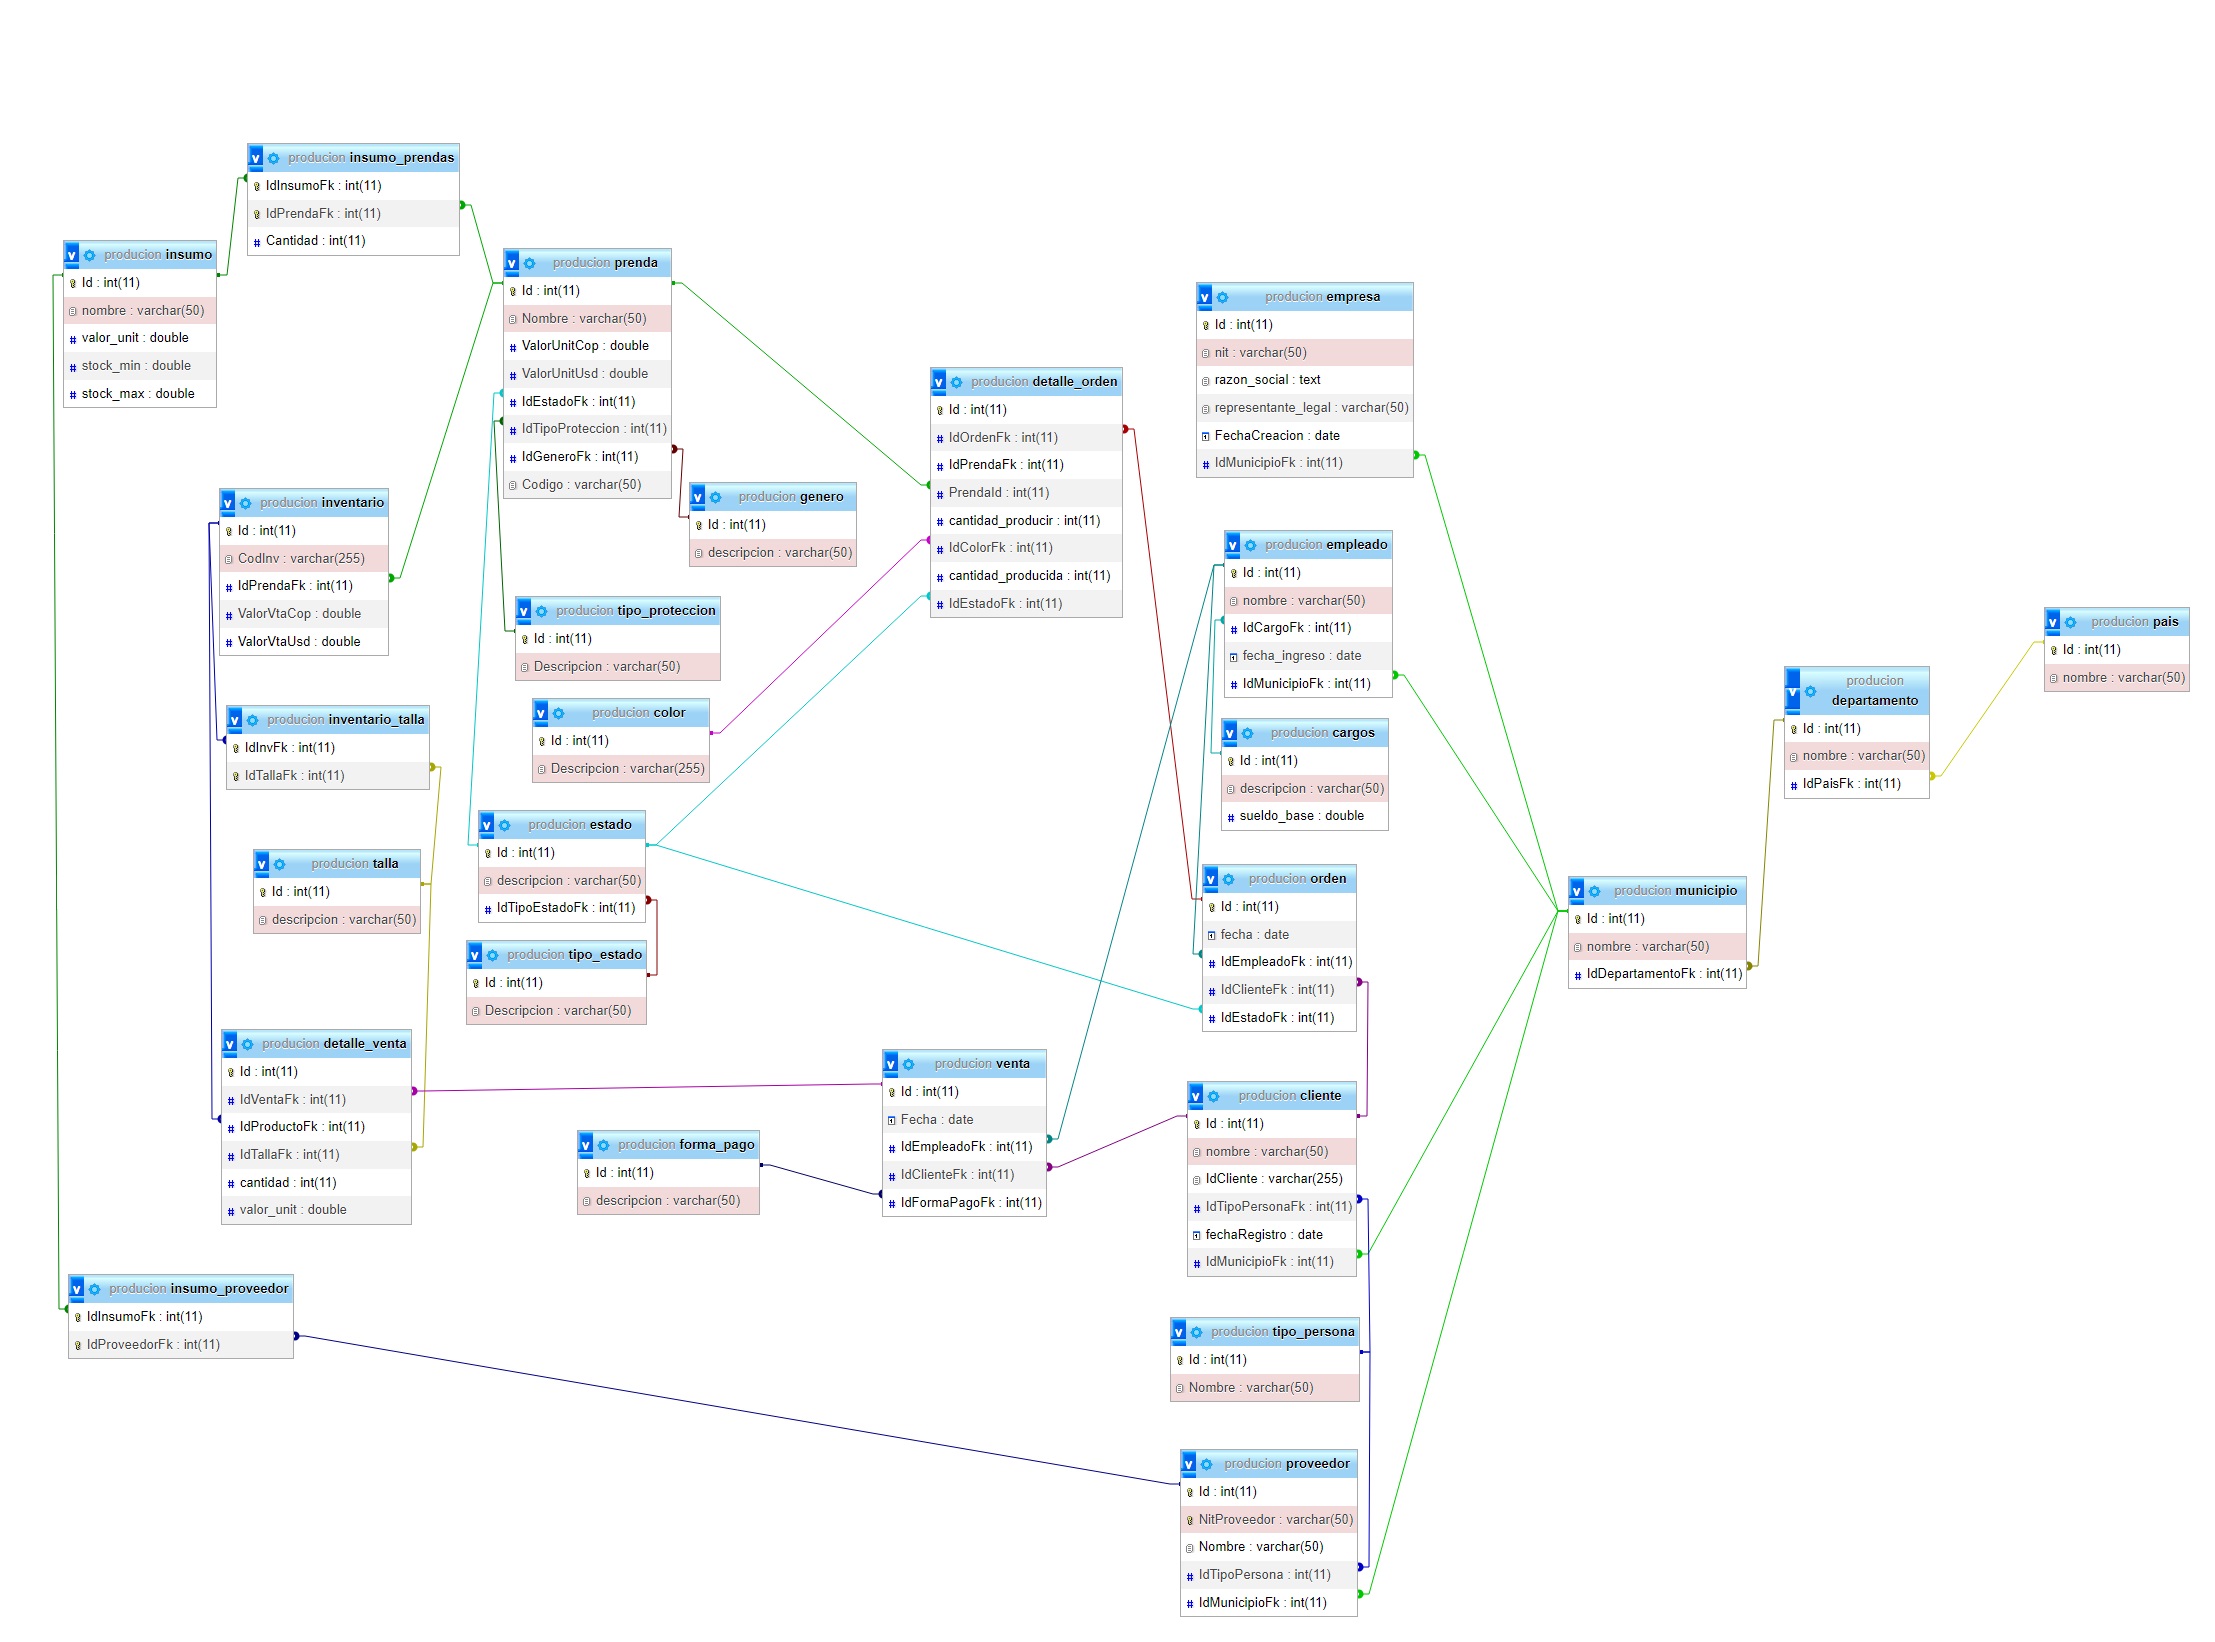 producion insumo_prendas
IdInsumoFk : int(11)
IdPrendaFk : int(11)
Cantidad : int(11)
producion insumo
Id : int(11)
nombre : varchar(50)
valor_unit : double
stock_min : double
stock_max : double
producion prenda
Id : int(11)
Nombre : varchar(50)
ValorUnitCop : double
ValorUnitUsd : double
IdEstadoFk : int(11)
IdTipoProteccion : int(11)
IdGeneroFk : int(11)
Codigo : varchar(50)
producion empresa
Id : int(11)
nit : varchar(50)
razon_social : text
representante_legal : varchar(50)
FechaCreacion : date
IdMunicipioFk : int(11)
producion detalle_orden
Id : int(11)
IdOrdenFk : int(11)
IdPrendaFk : int(11)
PrendaId : int(11)
cantidad_producir : int(11)
IdColorFk : int(11)
cantidad_producida : int(11)
IdEstadoFk : int(11)
producion genero
Id : int(11)
descripcion : varchar(50)
producion inventario
Id : int(11)
CodInv : varchar(255)
IdPrendaFk : int(11)
ValorVtaCop : double
ValorVtaUsd : double
producion empleado
Id : int(11)
nombre : varchar(50)
IdCargoFk : int(11)
fecha_ingreso : date
IdMunicipioFk : int(11)
producion tipo_proteccion
Id : int(11)
Descripcion : varchar(50)
producion pais
Id : int(11)
nombre : varchar(50)
producion
departamento
Id : int(11)
nombre : varchar(50)
IdPaisFk : int(11)
producion color
Id : int(11)
Descripcion : varchar(255)
producion inventario_talla
IdInvFk : int(11)
IdTallaFk : int(11)
producion cargos
Id : int(11)
descripcion : varchar(50)
sueldo_base : double
producion estado
Id : int(11)
descripcion : varchar(50)
IdTipoEstadoFk : int(11)
producion talla
Id : int(11)
descripcion : varchar(50)
producion orden
Id : int(11)
fecha : date
IdEmpleadoFk : int(11)
IdClienteFk : int(11)
IdEstadoFk : int(11)
producion municipio
Id : int(11)
nombre : varchar(50)
IdDepartamentoFk : int(11)
producion tipo_estado
Id : int(11)
Descripcion : varchar(50)
producion detalle_venta
Id : int(11)
IdVentaFk : int(11)
IdProductoFk : int(11)
IdTallaFk : int(11)
cantidad : int(11)
valor_unit : double
producion venta
Id : int(11)
Fecha : date
IdEmpleadoFk : int(11)
IdClienteFk : int(11)
IdFormaPagoFk : int(11)
producion cliente
Id : int(11)
nombre : varchar(50)
IdCliente : varchar(255)
IdTipoPersonaFk : int(11)
fechaRegistro : date
IdMunicipioFk : int(11)
producion forma_pago
Id : int(11)
descripcion : varchar(50)
producion insumo_proveedor
IdInsumoFk : int(11)
IdProveedorFk : int(11)
producion tipo_persona
Id : int(11)
Nombre : varchar(50)
producion proveedor
Id : int(11)
NitProveedor : varchar(50)
Nombre : varchar(50)
IdTipoPersona : int(11)
IdMunicipioFk : int(11)